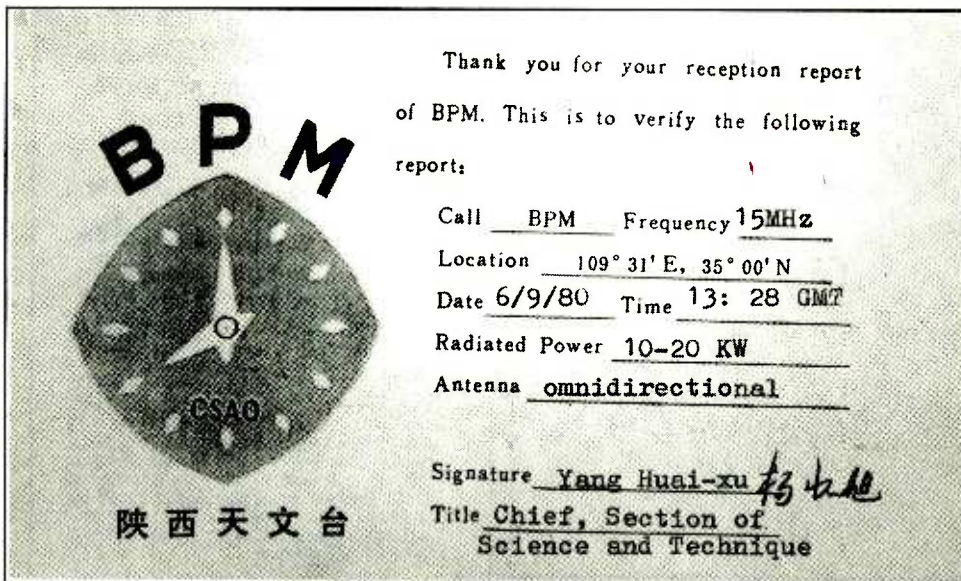 BPM
CSAO
陕西天文台
Thank you for your reception report
of BPM. This is to verify the following
report:
Call BPM Frequency 15MHz
Location 109° 31' E, 35° 00' N
Date 6/9/80 Time 13: 28 GMT
Radiated Power 10-20 KW
Antenna omnidirectional
Signature Yang Huai-xu
Title Chief, Section of
Science and Technique